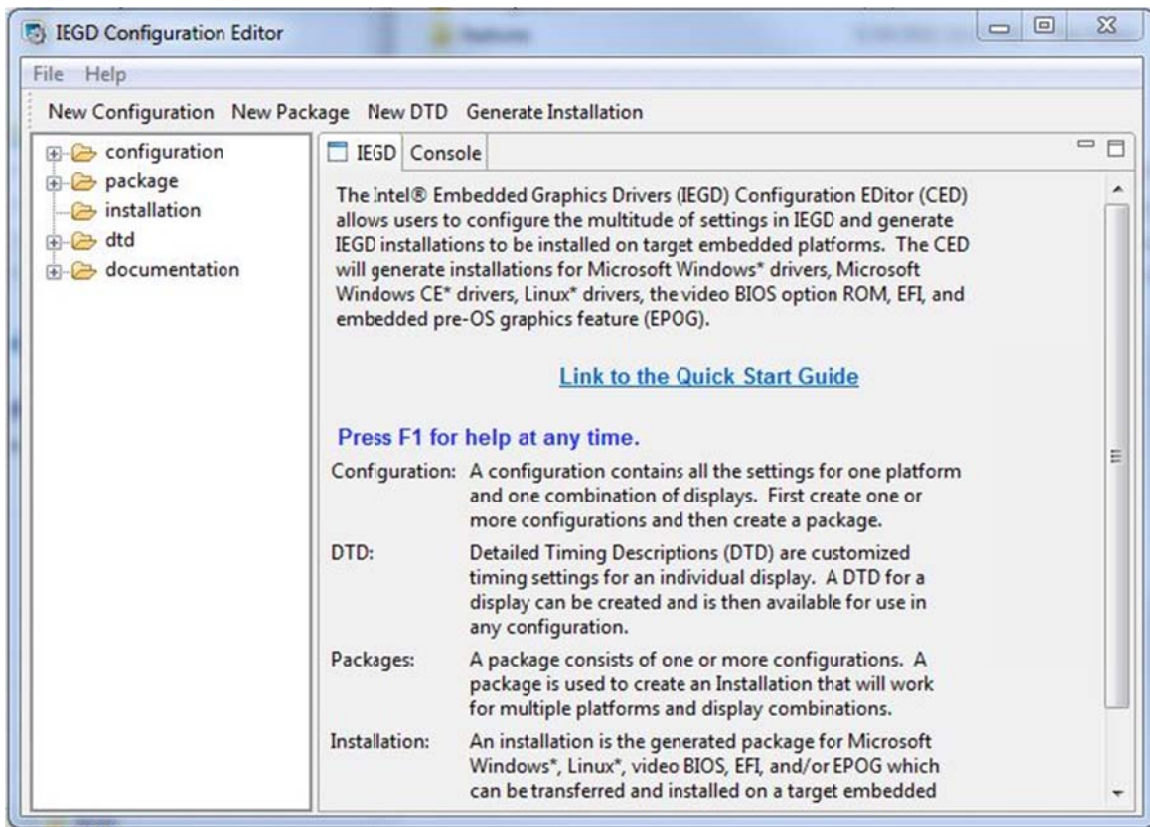 IEGD Configuration Editor
File Help
New Configuration New Package New DTD Generate Installation
configuration
package
installation
dtd
documentation
IEGD Console
The Intel® Embedded Graphics Drivers (IEGD) Configuration EDitor (CED)
allows users to configure the multitude of settings in IEGD and generate
IEGD installations to be installed on target embedded platforms. The CED
will generate installations for Microsoft Windows* drivers, Microsoft
Windows CE* drivers, Linux* drivers, the video BIOS option ROM, EFI, and
embedded pre-OS graphics feature (EPOG).
Link to the Quick Start Guide
Press F1 for help at any time.
Configuration: A configuration contains all the settings for one platform
and one combination of displays. First create one or
more configurations and then create a package.
DTD: Detailed Timing Descriptions (DTD) are customized
timing settings for an individual display. A DTD for a
display can be created and is then available for use in
any configuration.
Packages: A package consists of one or more configurations. A
package is used to create an Installation that will work
for multiple platforms and display combinations.
Installation: An installation is the generated package for Microsoft
Windows*, Linux*, video BIOS, EFI, and/or EPOG which
can be transferred and installed on a target embedded